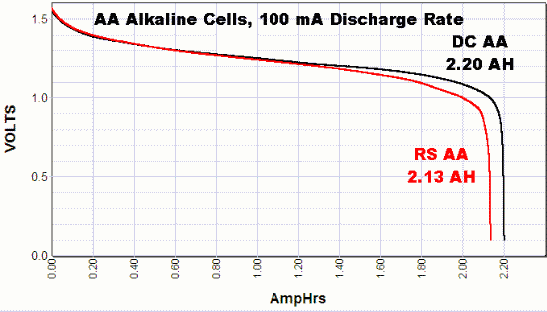 AA Alkaline Cells, 100 mA Discharge Rate
DC AA
2.20 AH
RS AA
2.13 AH
VOLTS
1.5
1.0
0.5
0.0
0.00 0.20 0.40 0.60 0.80 1.00 1.20 1.40 1.60 1.80 2.00 2.20
AmpHrs